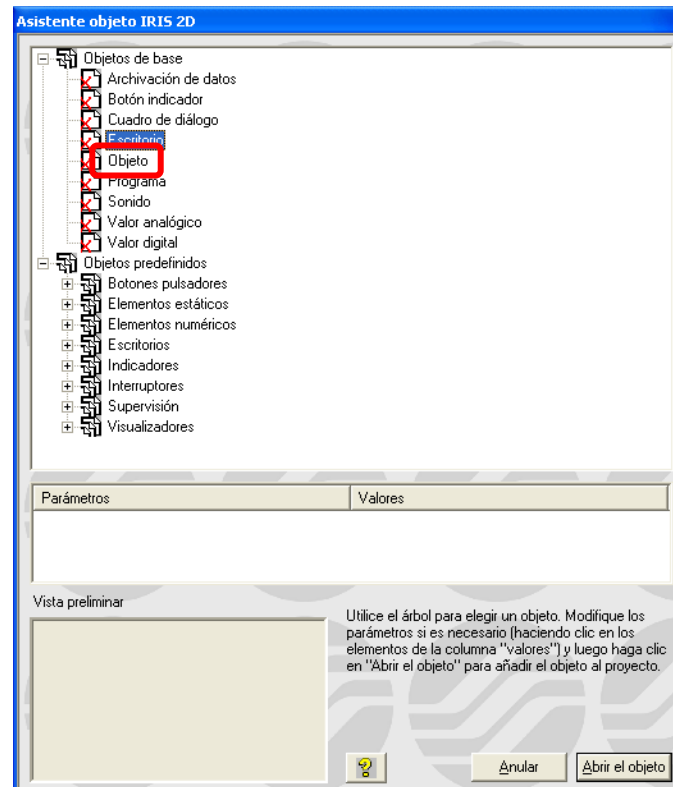 Asistente objeto IRIS 2D
Objetos de base
Archivación de datos
Botón indicador
Cuadro de diálogo
Escritorio
Objeto
Programa
Sonido
Valor analógico
Valor digital
Objetos predefinidos
Botones pulsadores
Elementos estáticos
Elementos numéricos
Escritorios
Indicadores
Interruptores
Supervisión
Visualizadores
Parámetros Valores
Vista preliminar
Utilice el árbol para elegir un objeto. Modifique los
parámetros si es necesario (haciendo clic en los
elementos de la columna "valores") y luego haga clic
en "Abrir el objeto" para añadir el objeto al proyecto.
Anular Abrir el objeto